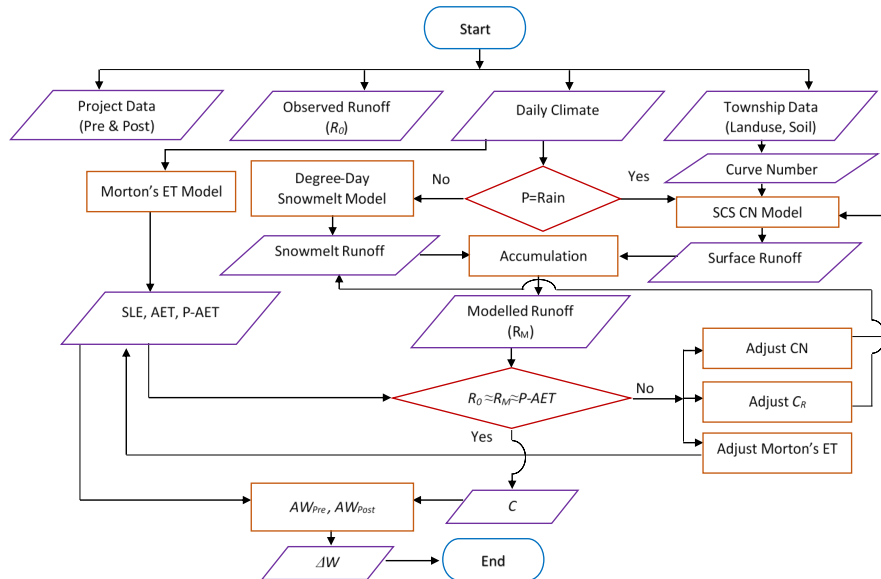 Start
Project Data
(Pre & Post)
Observed Runoff
(R0)
Daily Climate
Township Data
(Landuse, Soil)
Curve Number
Morton's ET Model
Degree-Day
Snowmelt Model
No
P=Rain
Yes
SCS CN Model
Snowmelt Runoff
Accumulation
Surface Runoff
SLE, AET, P-AET
Modelled Runoff
(RM)
Adjust CN
R0≈RM≈P-AET
No
Adjust CR
Yes
Adjust Morton's ET
AWPre, AWPost
C
ΔW
End